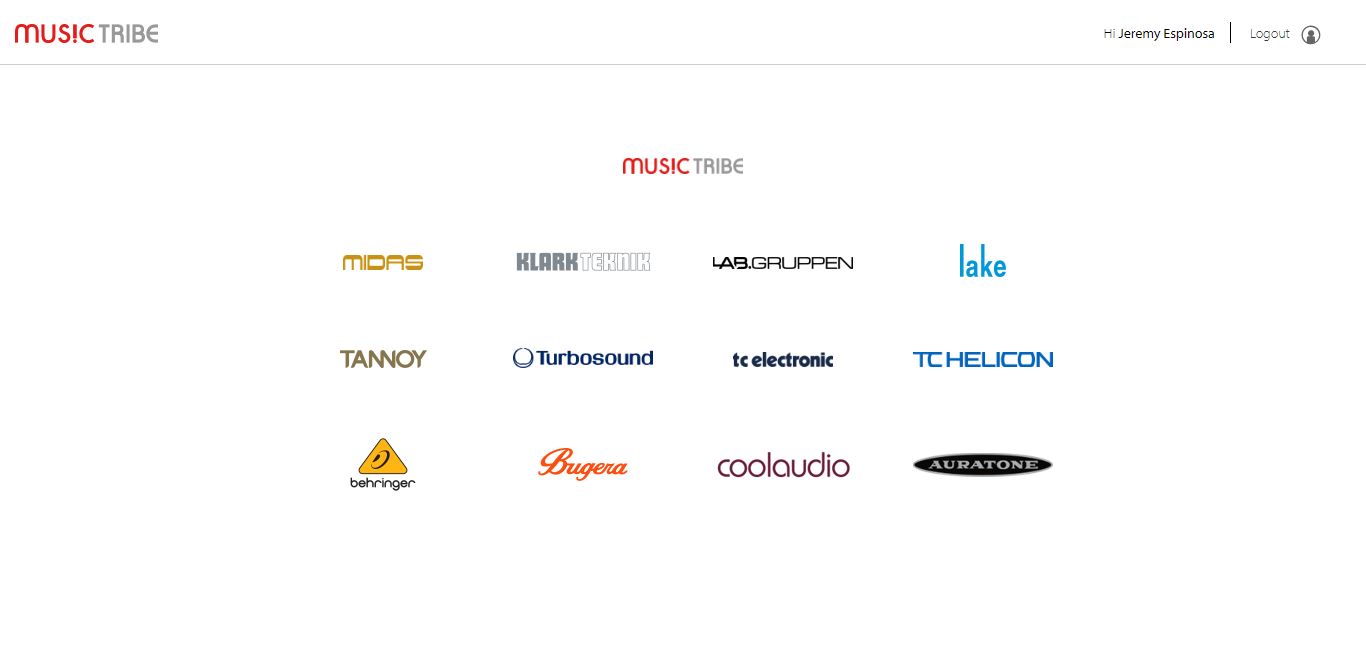 MUSIC TRIBE
Hi Jeremy Espinosa
Logout
MUSIC TRIBE
MIDAS
KLARK TEKNIK
LAB.GRUPPEN
lake
TANNOY
Turbosound
tc electronic
TC HELICON
behringer
Bugera
coolaudio
AURATONE